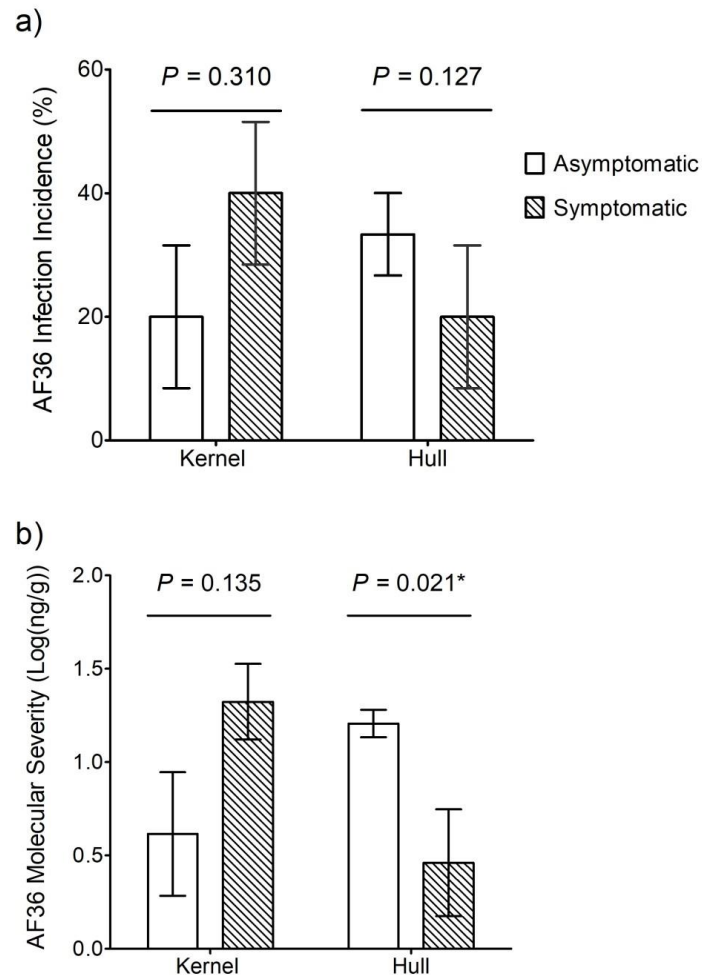 a)
AF36 Infection Incidence (%)
60
40
20
0
P = 0.310
P = 0.127
Asymptomatic
Symptomatic
Kernel
Hull
b)
AF36 Molecular Severity (Log(ng/g))
2.0
1.5
1.0
0.5
0.0
P = 0.135
P = 0.021*
Kernel
Hull